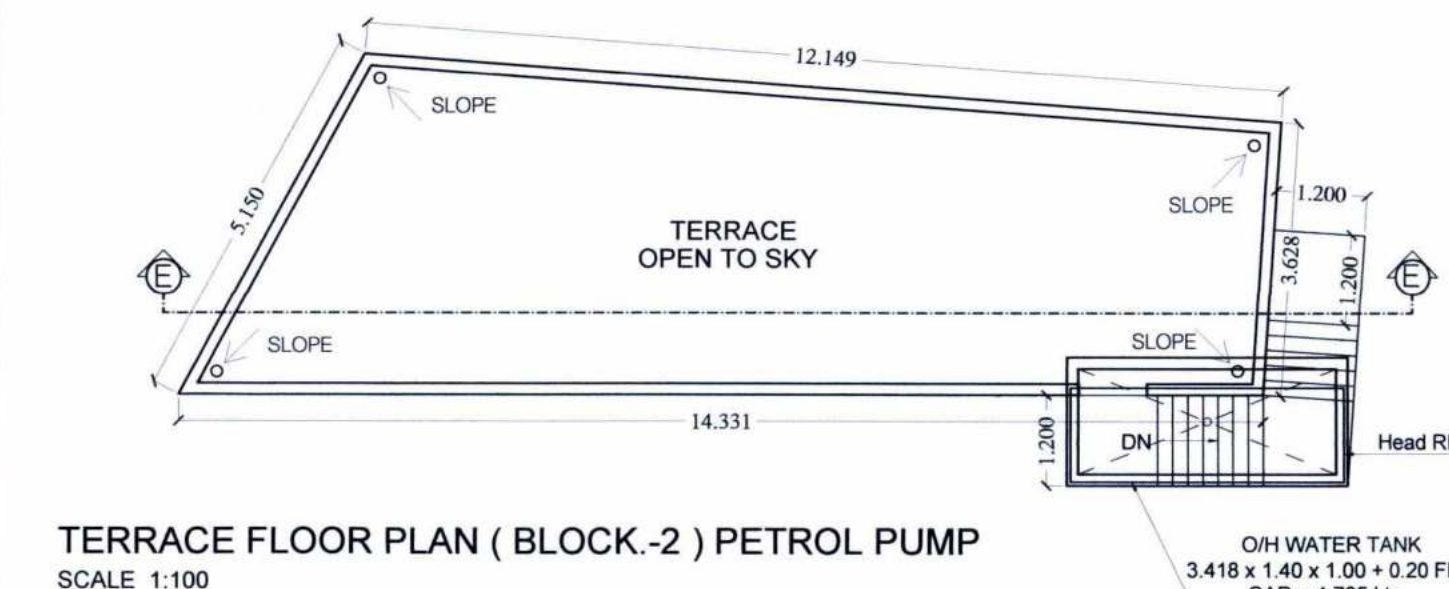 12.149
SLOPE
5.150
SLOPE
1.200
TERRACE
OPEN TO SKY
3.628
1.200
E
E
SLOPE
SLOPE
14.331
1.200
DN
Head
TERRACE FLOOR PLAN ( BLOCK.-2 ) PETROL PUMP
SCALE 1:100
O/H WATER TANK
3.418 x 1.40 x 1.00 + 0.20